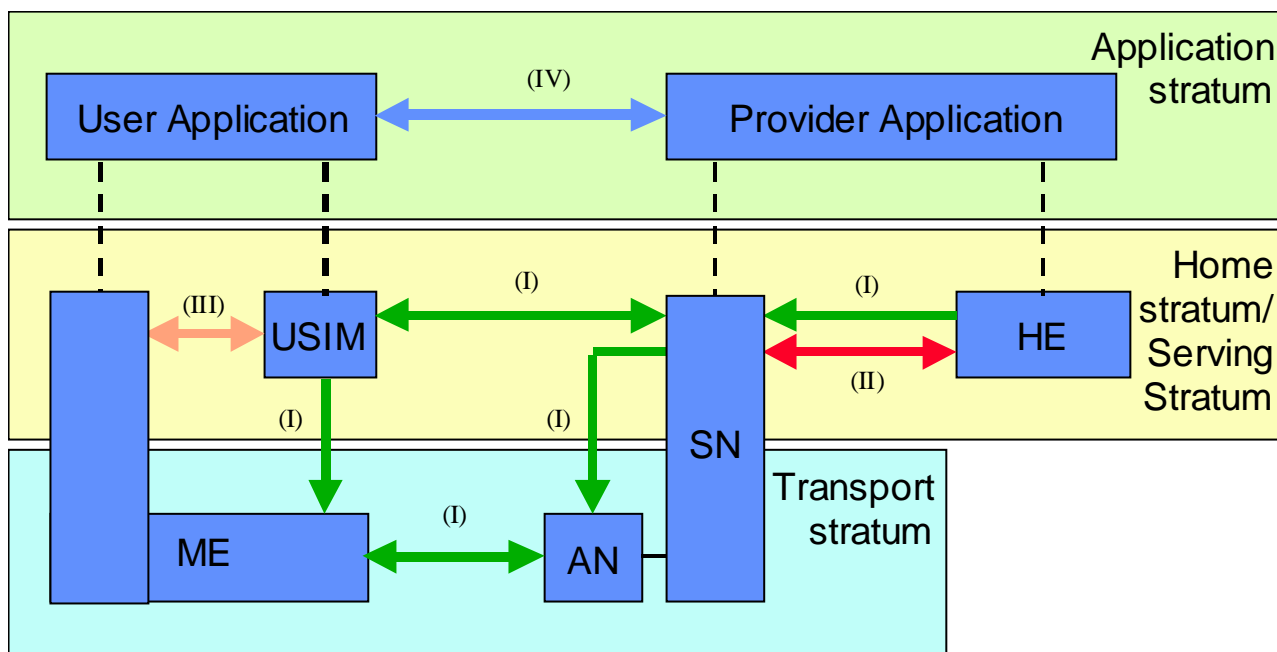 Application
stratum
(IV)
User Application
Provider Application
Home
stratum/
Serving
Stratum
(III)
(I)
(I)
USIM
HE
(II)
(I)
(I)
SN
Transport
stratum
(I)
ME
AN